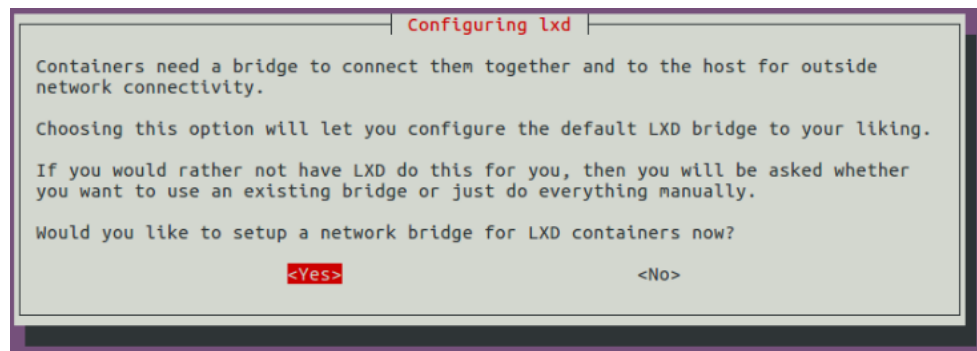 Configuring lxd
Containers need a bridge to connect them together and to the host for outside
network connectivity.
Choosing this option will let you configure the default LXD bridge to your liking.
If you would rather not have LXD do this for you, then you will be asked whether
you want to use an existing bridge or just do everything manually.
Would you like to setup a network bridge for LXD containers now?
<Yes> <No>